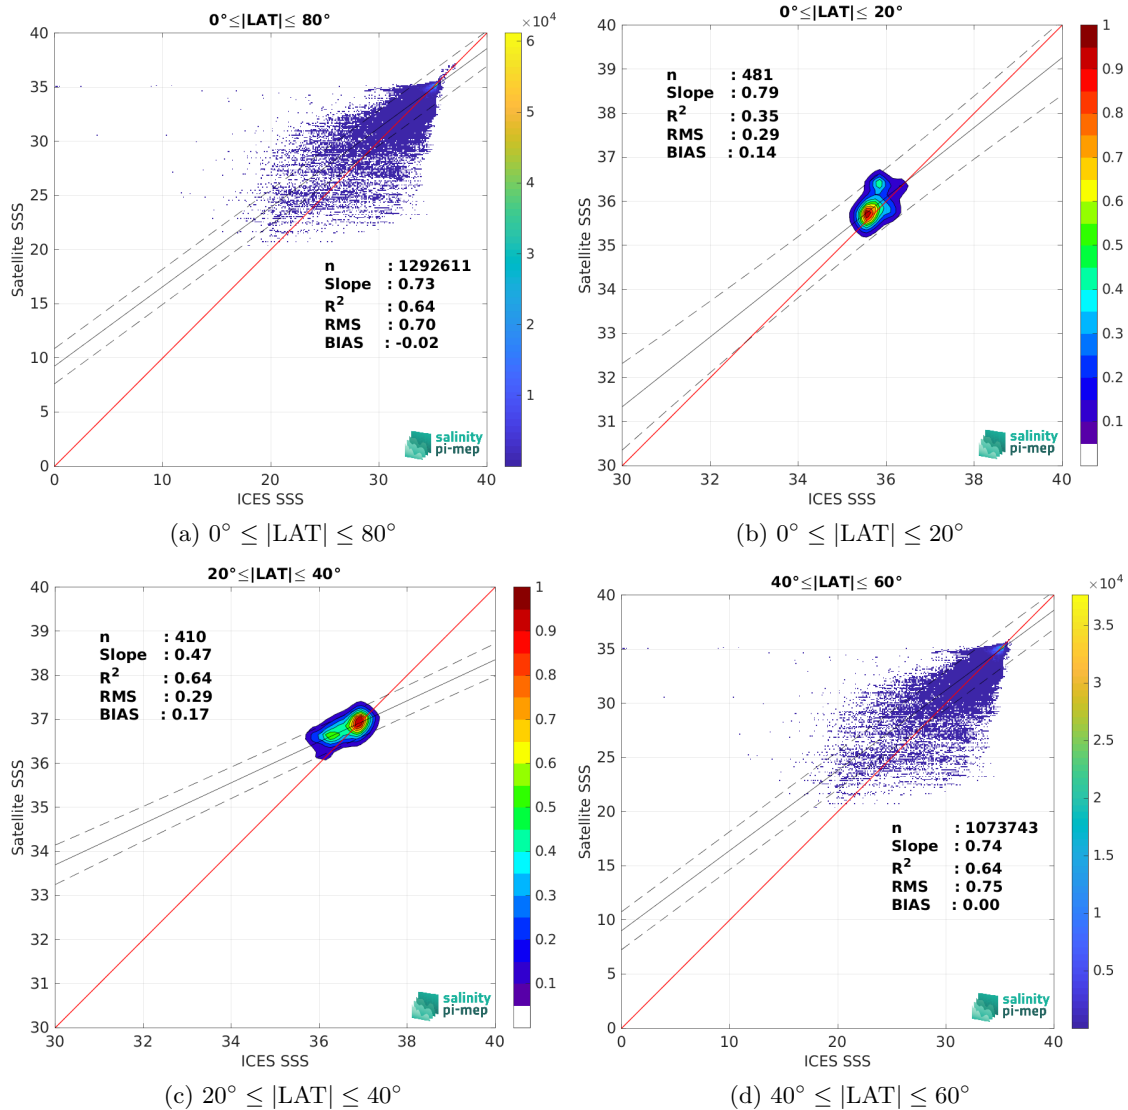 0°≤|LAT|≤ 80°
×10⁴
40
35
30
25
20
15
10
5
0
0
10
20
30
40
Satellite SSS
ICES SSS
n : 1292611
Slope : 0.73
R² : 0.64
RMS : 0.70
BIAS : -0.02
6
5
4
3
2
1
salinity
pi-mep
(a) 0° ≤ |LAT| ≤ 80°
0°≤|LAT|≤ 20°
40
39
38
37
36
35
34
33
32
31
30
30
32
34
36
38
40
Satellite SSS
ICES SSS
n : 481
Slope : 0.79
R² : 0.35
RMS : 0.29
BIAS : 0.14
1
0.9
0.8
0.7
0.6
0.5
0.4
0.3
0.2
0.1
salinity
pi-mep
(b) 0° ≤ |LAT| ≤ 20°
20°≤|LAT|≤ 40°
40
39
38
37
36
35
34
33
32
31
30
30
32
34
36
38
40
Satellite SSS
ICES SSS
n : 410
Slope : 0.47
R² : 0.64
RMS : 0.29
BIAS : 0.17
1
0.9
0.8
0.7
0.6
0.5
0.4
0.3
0.2
0.1
salinity
pi-mep
(c) 20° ≤ |LAT| ≤ 40°
40°≤|LAT|≤ 60°
×10⁴
40
35
30
25
20
15
10
5
0
0
10
20
30
40
Satellite SSS
ICES SSS
n : 1073743
Slope : 0.74
R² : 0.64
RMS : 0.75
BIAS : 0.00
3.5
3
2.5
2
1.5
1
0.5
salinity
pi-mep
(d) 40° ≤ |LAT| ≤ 60°